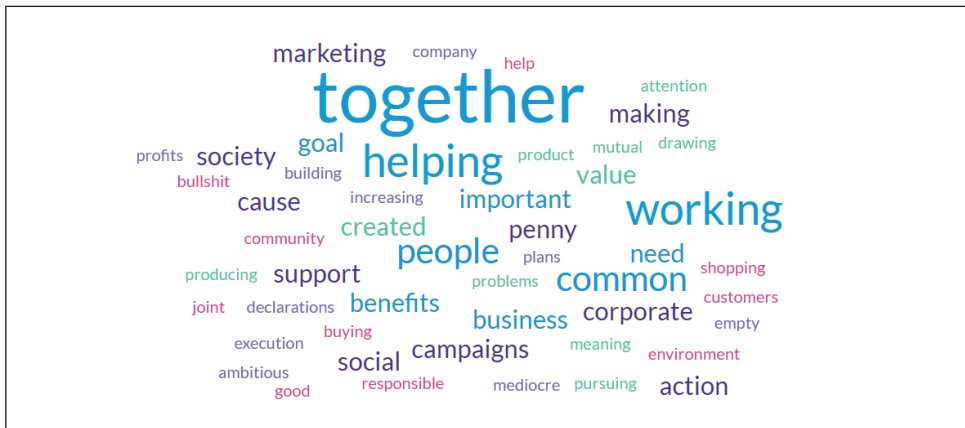 marketing company help
together attention
making
goal helping product mutual drawing
profits society
bullshit building value
cause increasing important working
created penny
community people plans need
producing support problems common shopping
joint declarations benefits customers
business corporate empty
buying
execution social campaigns meaning environment
ambitious
good responsible mediocre pursuing action